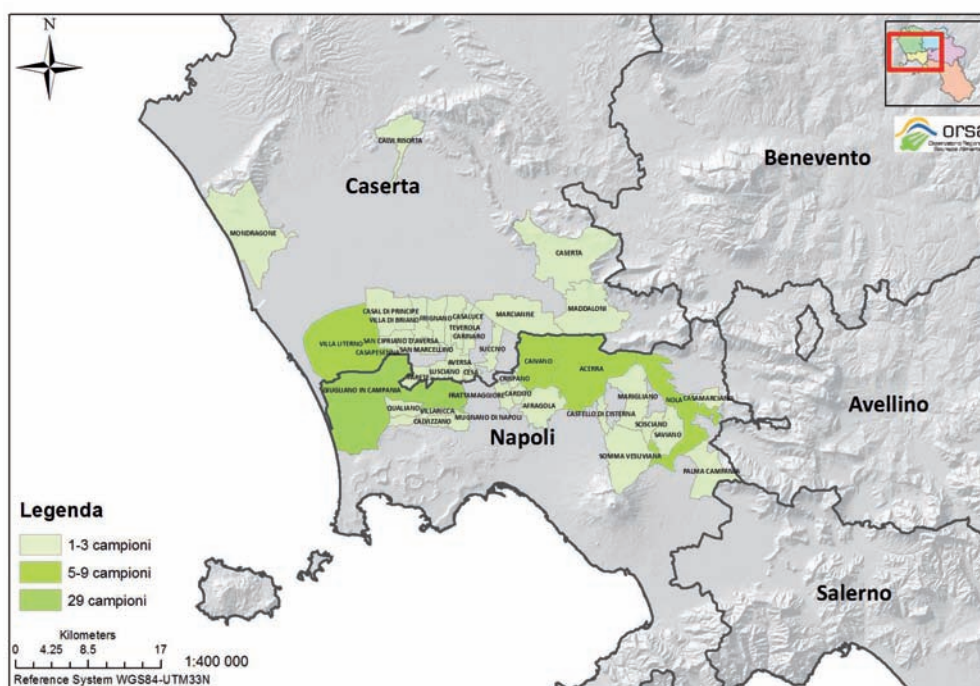 N
orsa
Benevento
CALVI RISORTA
Caserta
MONDRAGONE
CASERTA
MADDALONI
CASAL DI PRINCIPE
VILLA DI BRIANO
CASALUCE
MARCIANISE
TEVEROLA
CARINARO
VILLA LITERNO
SAN CIPRIANO D'AVERSA
SAN MARCELLINO
SUCCIVO
AVERSA
LUSCIANO
CESA
CAIVANO
ACERRA
GIUGLIANO IN CAMPANIA
CRISPANO
FRATTAMAGGIORE
CARDITO
MARIGLIANO
NOLA
CASAMARCIANO
Avellino
QUALIANO
VILLARICCA
AFRAGOLA
MUGNANO DI NAPOLI
CASTELLO DI CISTERNA
SCISCIANO
SAVIANO
Napoli
SOMMA VESUVIANA
PALMA CAMPANIA
Legenda
1-3 campioni
5-9 campioni
29 campioni
Salerno
Kilometers
0 4.25 8.5 17
1:400 000
Reference System WGS84-UTM33N